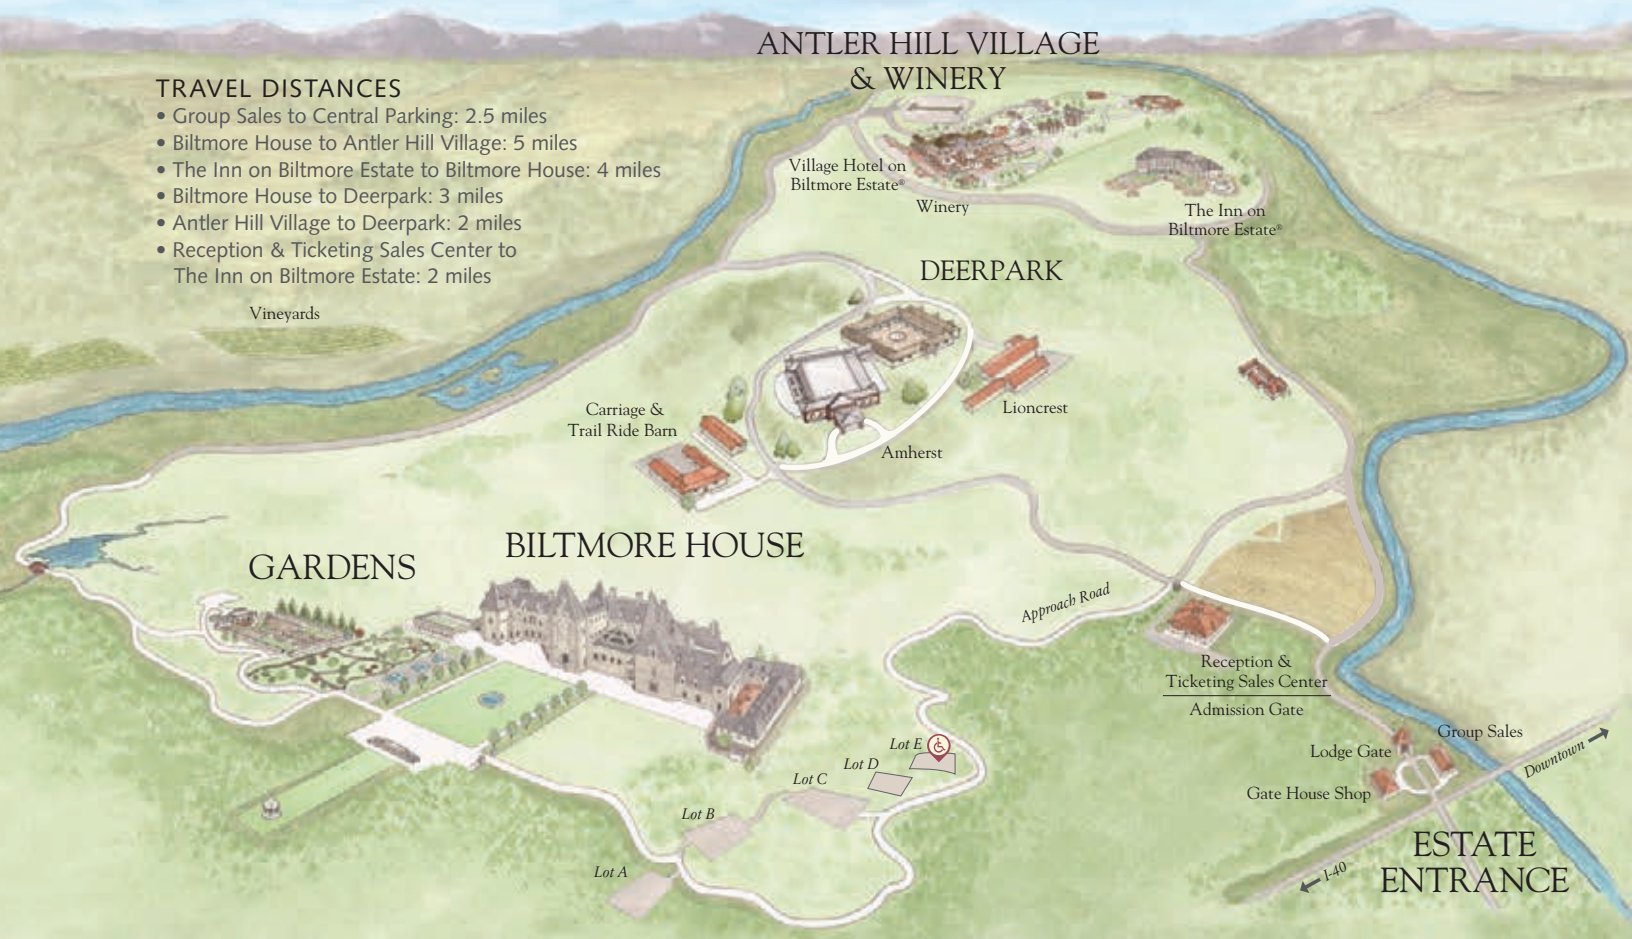 ANTLER HILL VILLAGE
& WINERY
TRAVEL DISTANCES
• Group Sales to Central Parking: 2.5 miles
• Biltmore House to Antler Hill Village: 5 miles
• The Inn on Biltmore Estate to Biltmore House: 4 miles
• Biltmore House to Deerpark: 3 miles
• Antler Hill Village to Deerpark: 2 miles
• Reception & Ticketing Sales Center to
The Inn on Biltmore Estate: 2 miles
Village Hotel on
Biltmore Estate®
Winery
The Inn on
Biltmore Estate®
DEERPARK
Vineyards
Carriage &
Trail Ride Barn
Lioncrest
Amherst
BILTMORE HOUSE
GARDENS
Approach Road
Reception &
Ticketing Sales Center
Admission Gate
Group Sales
Lodge Gate
Downtown
Gate House Shop
Lot E
Lot D
Lot C
Lot B
Lot A
ESTATE
ENTRANCE
I-40